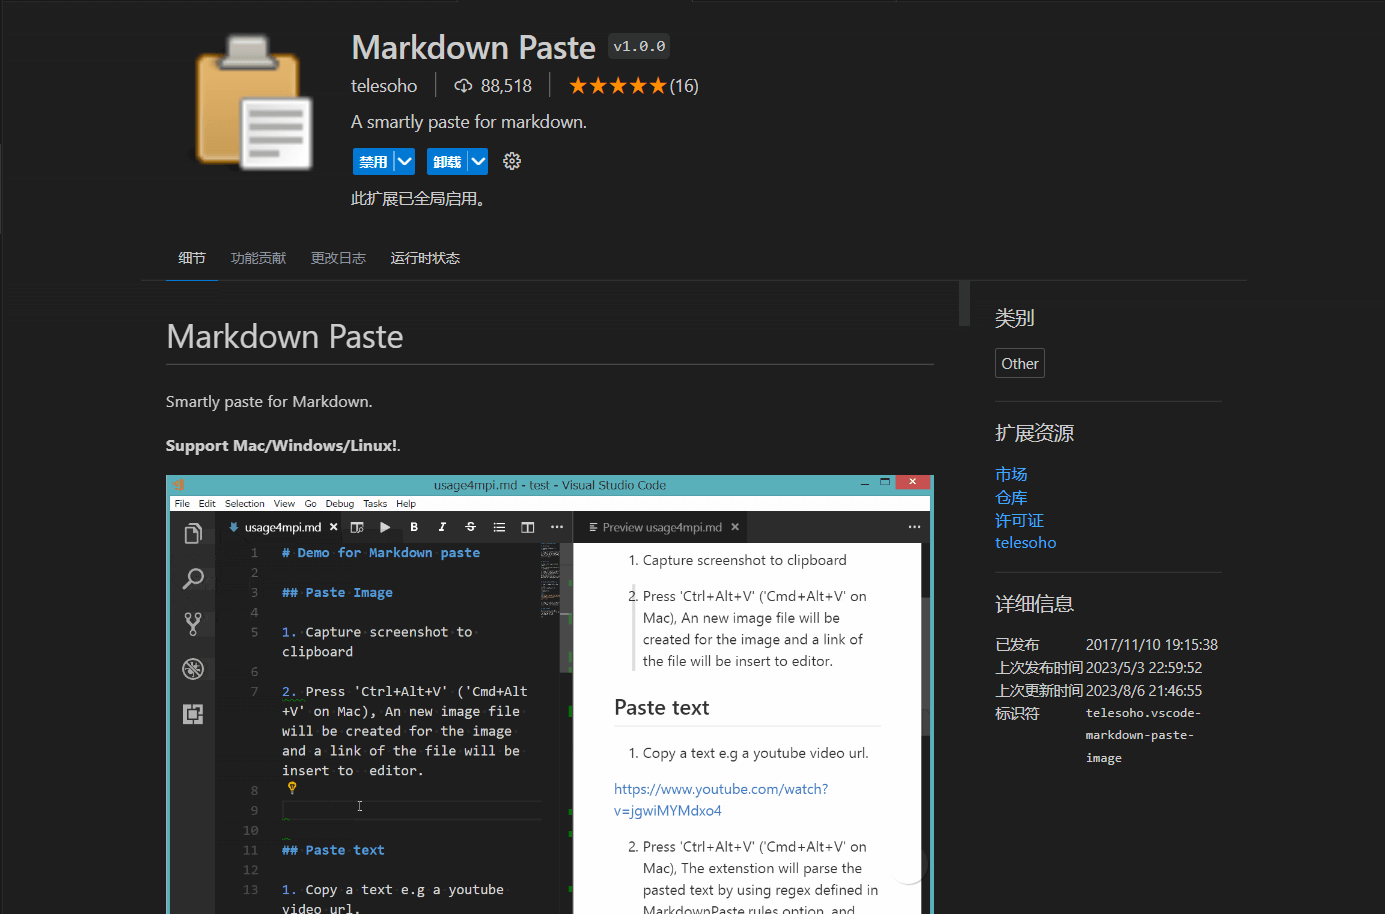 Markdown Paste v1.0.0
telesoho 88,518 (16)
A smartly paste for markdown.
禁用 卸载
此扩展已全局启用。
细节 功能贡献 更改日志 运行时状态
Markdown Paste
Smartly paste for Markdown.
Support Mac/Windows/Linux!.
usage4mpi.md - test - Visual Studio Code
File Edit Selection View Go Debug Tasks Help
usage4mpi.md
1 # Demo for Markdown paste
2
3 ## Paste Image
4
5 1. Capture screenshot to
clipboard
6
7 2. Press 'Ctrl+Alt+V' ('Cmd+Alt
+V' on Mac), An new image file
will be created for the image
and a link of the file will be
insert to editor.
8
9
10
11 ## Paste text
12
13 1. Copy a text e.g a youtube
video url.
Preview usage4mpi.md
1. Capture screenshot to clipboard
2. Press 'Ctrl+Alt+V' ('Cmd+Alt+V' on
Mac), An new image file will be
created for the image and a link of
the file will be insert to editor.
Paste text
1. Copy a text e.g a youtube video url.
https://www.youtube.com/watch?
v=jgwiMYMdxo4
2. Press 'Ctrl+Alt+V' ('Cmd+Alt+V' on
Mac), The extenstion will parse the
pasted text by using regex defined in
MarkdownPaste.rules option, and
类别
Other
扩展资源
市场
仓库
许可证
telesoho
详细信息
已发布 2017/11/10 19:15:38
上次发布时间 2023/5/3 22:59:52
上次更新时间 2023/8/6 21:46:55
标识符 telesoho.vscode-
markdown-paste-
image